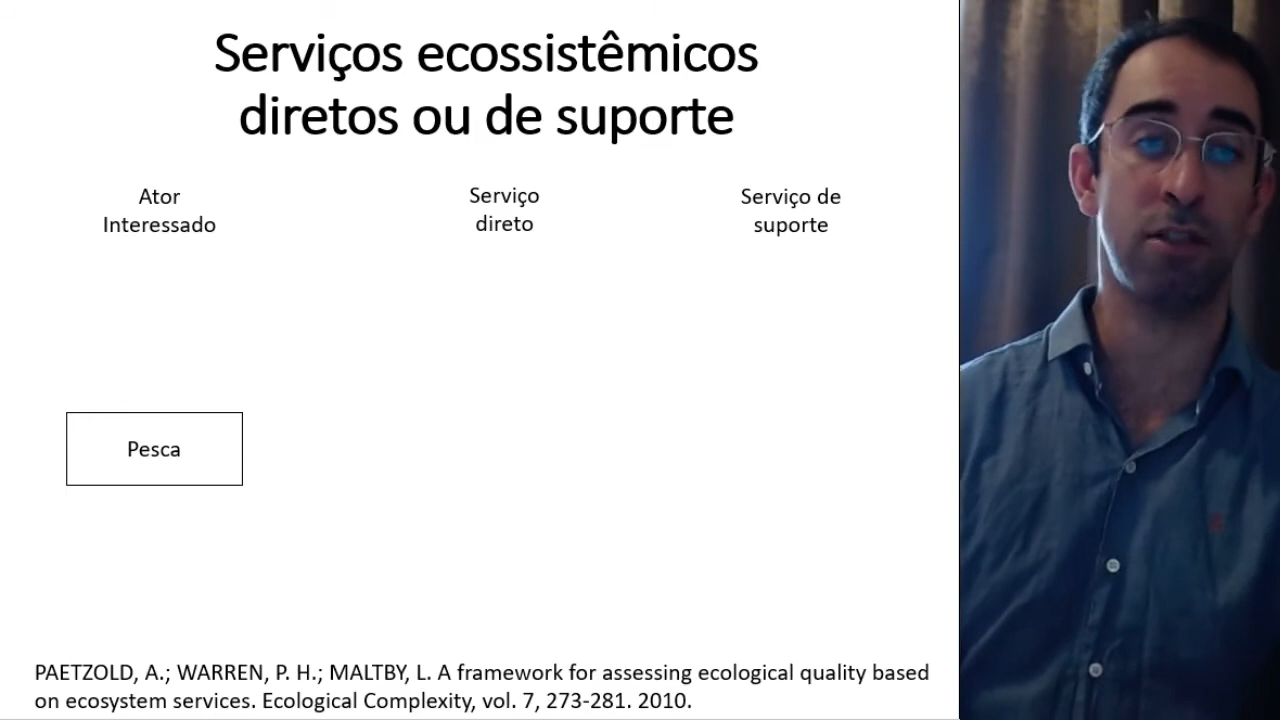 Serviços ecossistêmicos
diretos ou de suporte
Ator
Interessado
Serviço
direto
Serviço de
suporte
Pesca
PAETZOLD, A.; WARREN, P. H.; MALTBY, L. A framework for assessing ecological quality based
on ecosystem services. Ecological Complexity, vol. 7, 273-281. 2010.